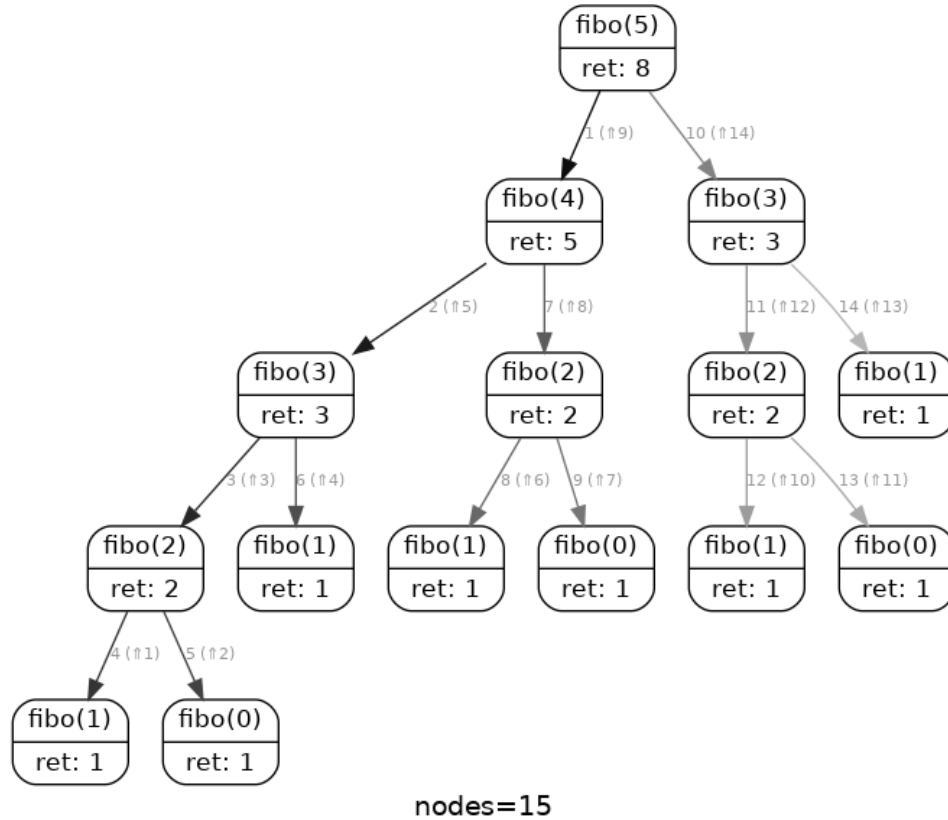 fibo(5)
ret: 8
1 (⇑9)
10 (⇑14)
fibo(4)
ret: 5
fibo(3)
ret: 3
2 (⇑5)
7 (⇑8)
11 (⇑12)
14 (⇑13)
fibo(3)
ret: 3
fibo(2)
ret: 2
fibo(2)
ret: 2
fibo(1)
ret: 1
3 (⇑3)
6 (⇑4)
8 (⇑6)
9 (⇑7)
12 (⇑10)
13 (⇑11)
fibo(2)
ret: 2
fibo(1)
ret: 1
fibo(1)
ret: 1
fibo(0)
ret: 1
fibo(1)
ret: 1
fibo(0)
ret: 1
4 (⇑1)
5 (⇑2)
fibo(1)
ret: 1
fibo(0)
ret: 1
nodes=15